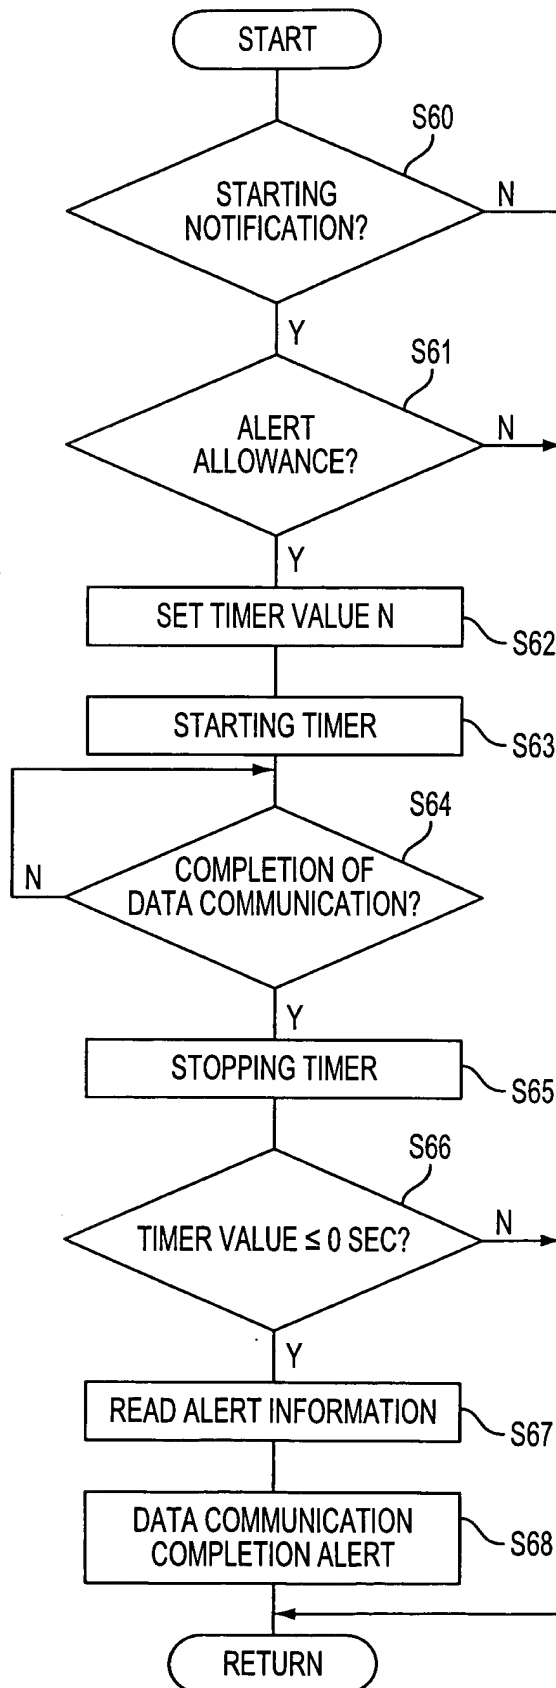 START
S60
STARTING
NOTIFICATION?
N
Y
S61
ALERT
ALLOWANCE?
N
Y
SET TIMER VALUE N
S62
STARTING TIMER
S63
S64
COMPLETION OF
DATA COMMUNICATION?
N
Y
STOPPING TIMER
S65
S66
TIMER VALUE ≤ 0 SEC?
N
Y
READ ALERT INFORMATION
S67
DATA COMMUNICATION
COMPLETION ALERT
S68
RETURN